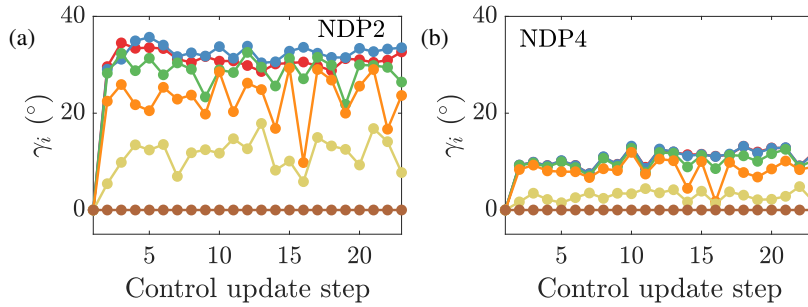 (a)
NDP2
40
20
0
γᵢ (°)
5 10 15 20
Control update step
(b)
NDP4
40
20
0
γᵢ (°)
5 10 15 20
Control update step